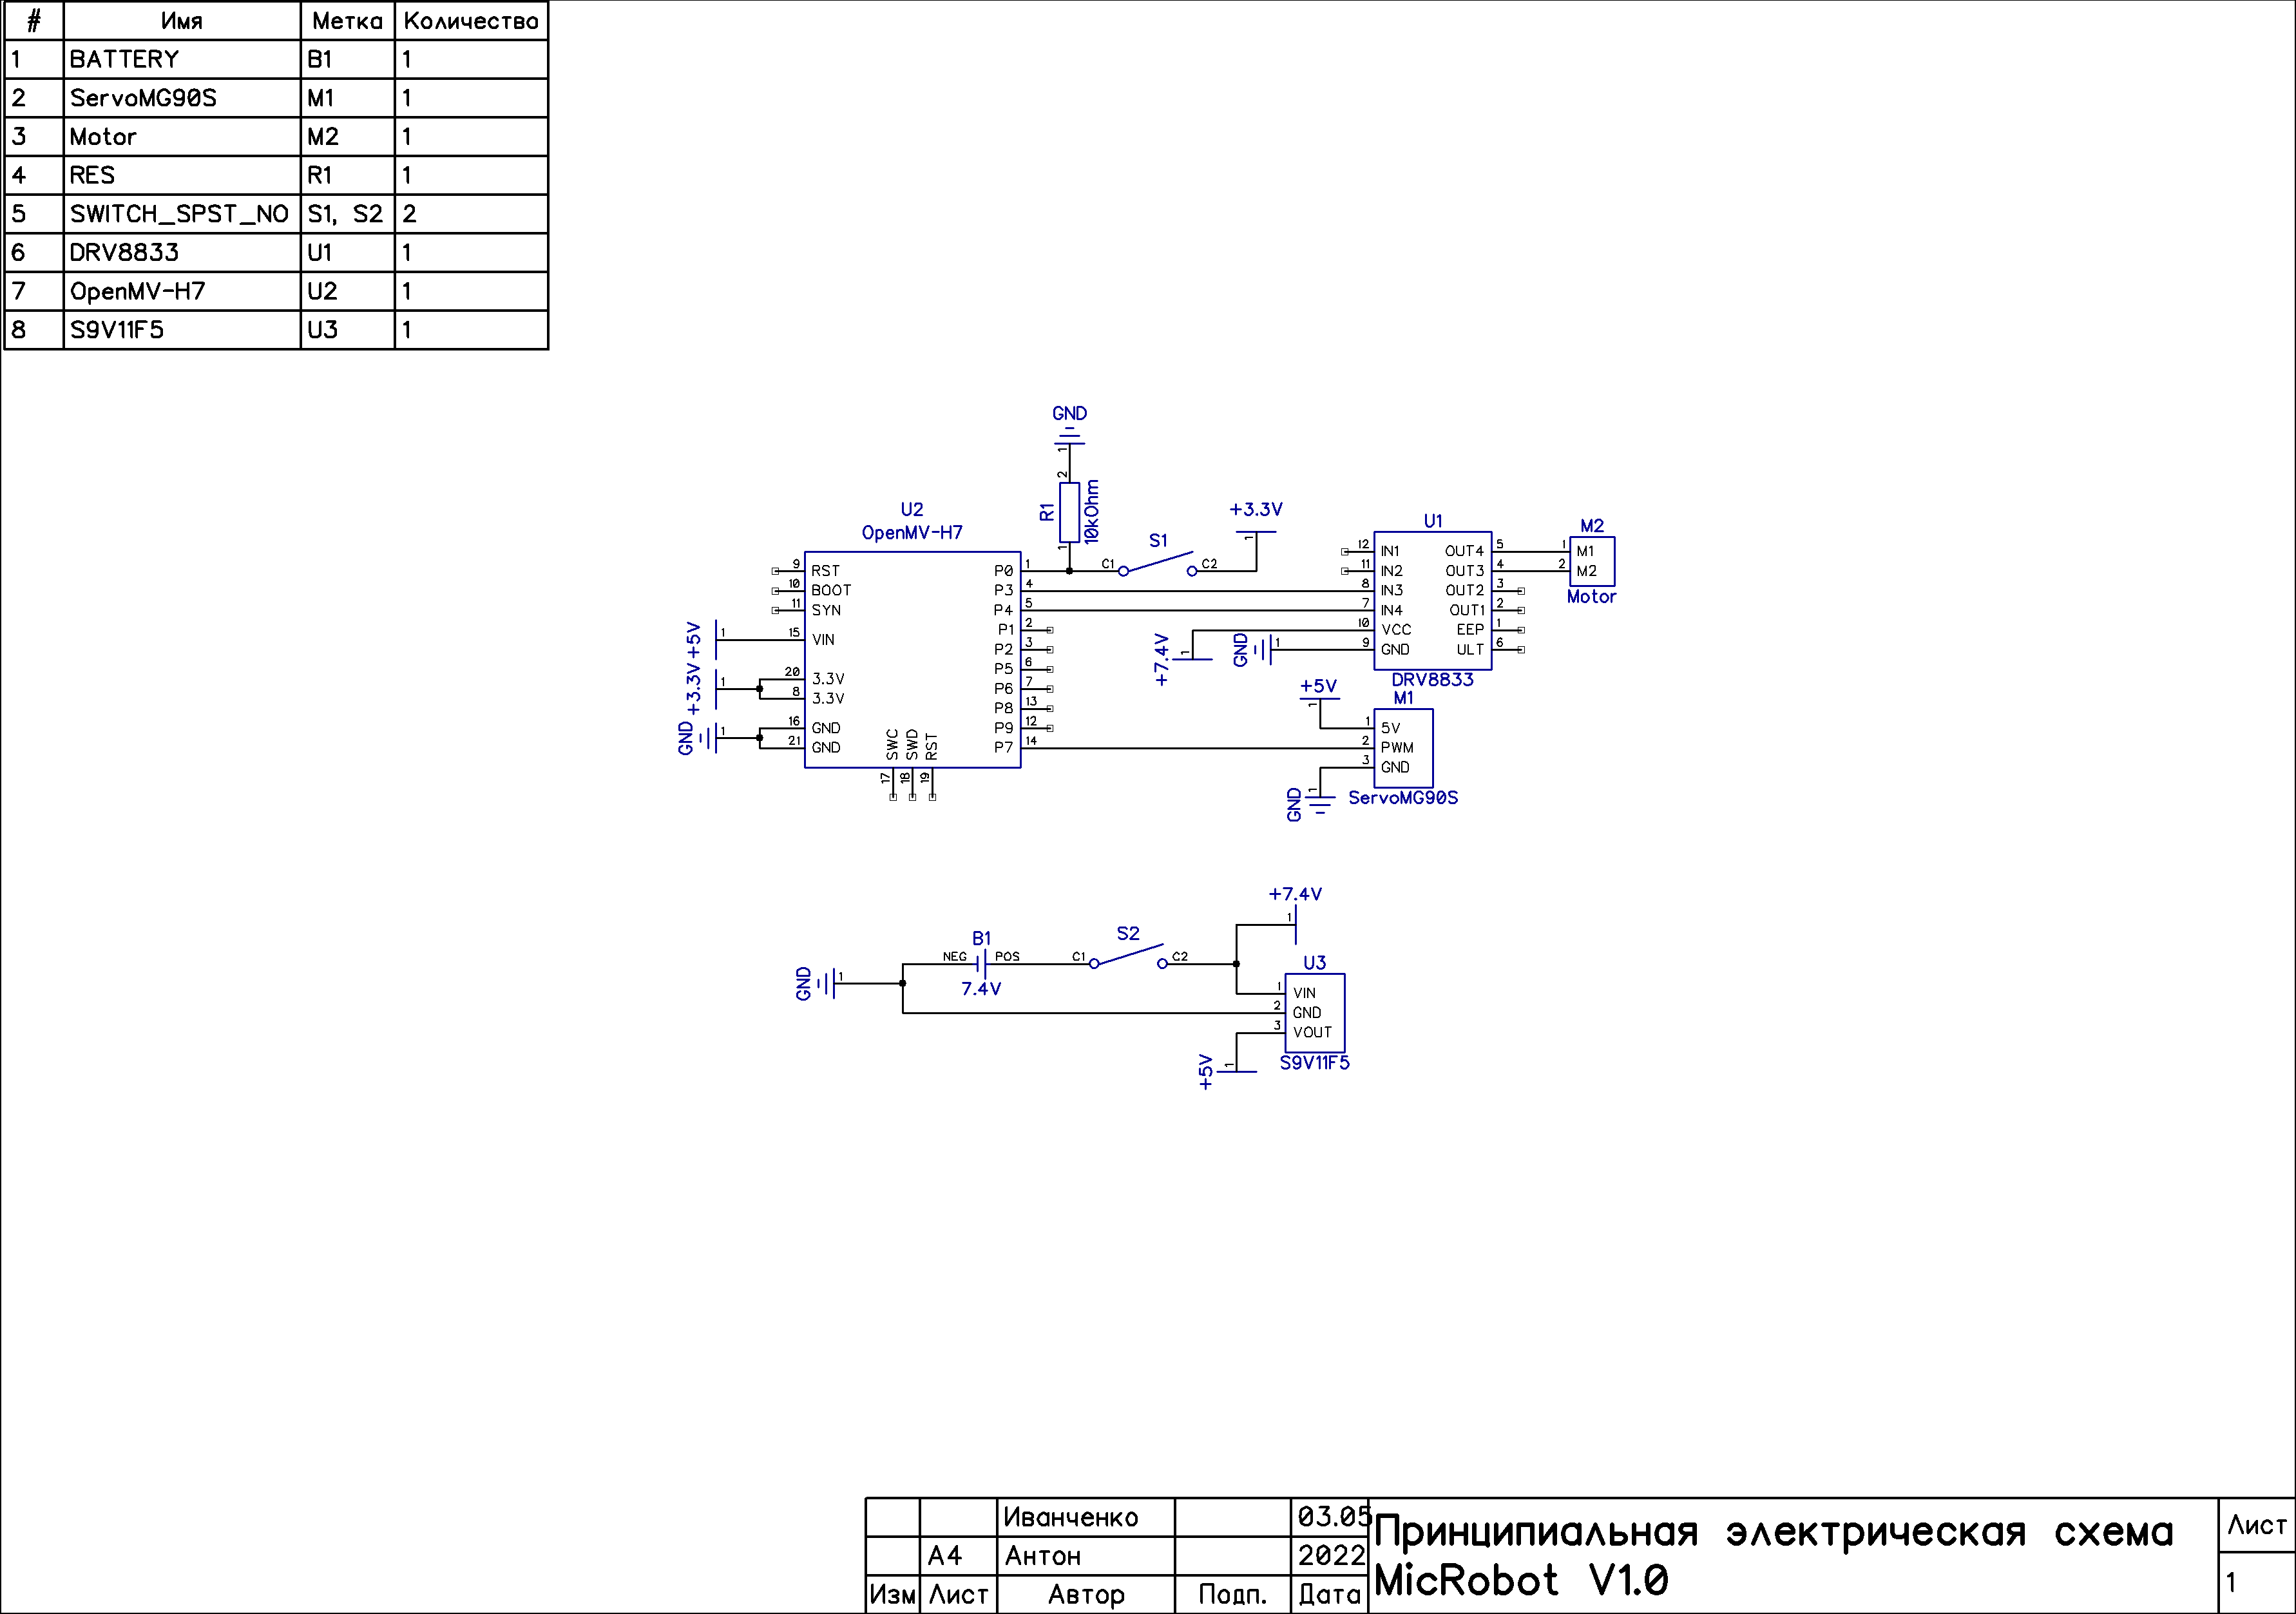 # Имя Метка Количество
1 BATTERY B1 1
2 ServoMG90S M1 1
3 Motor M2 1
4 RES R1 1
5 SWITCH_SPST_NO S1, S2 2
6 DRV8833 U1 1
7 OpenMV-H7 U2 1
8 S9V11F5 U3 1
GND
1
2
R1
10kOhm
1
U2
OpenMV-H7
9 RST
10 BOOT
11 SYN
+5V 1 15 VIN
+3.3V 1 20 3.3V
8 3.3V
GND 1 16 GND
21 GND
SWC SWD RST
17 18 19
P0 1
P3 4
P4 5
P1 2
P2 3
P5 6
P6 7
P8 13
P9 12
P7 14
S1
C1 C2
+3.3V
1
U1
12 IN1 OUT4 5
11 IN2 OUT3 4
8 IN3 OUT2 3
7 IN4 OUT1 2
10 VCC EEP 1
9 GND ULT 6
DRV8833
+7.4V 1
GND 1
M2
1 M1
2 M2
Motor
+5V
1
M1
1 5V
2 PWM
3 GND
ServoMG90S
GND 1
+7.4V
1
GND 1
B1
NEG POS
7.4V
S2
C1 C2
U3
1 VIN
2 GND
3 VOUT
S9V11F5
+5V 1
Иванченко 03.05
А4 Антон 2022
Изм Лист Автор Подп. Дата
Принципиальная электрическая схема
MicRobot V1.0
Лист
1